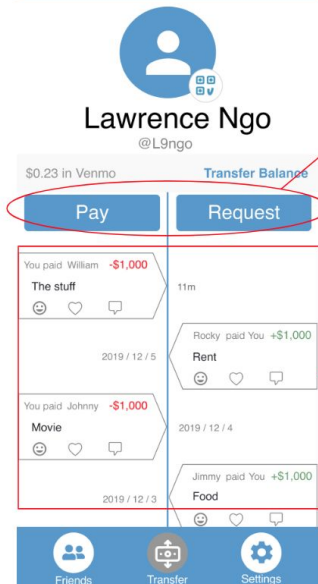 Lawrence Ngo
@L9ngo
$0.23 in Venmo Transfer Balance
Pay Request
You paid William -$1,000
The stuff
11m
Rocky paid You +$1,000
2019 / 12 / 5
Rent
You paid Johnny -$1,000
Movie
2019 / 12 / 4
Jimmy paid You +$1,000
Food
2019 / 12 / 3
Friends Transfer Settings